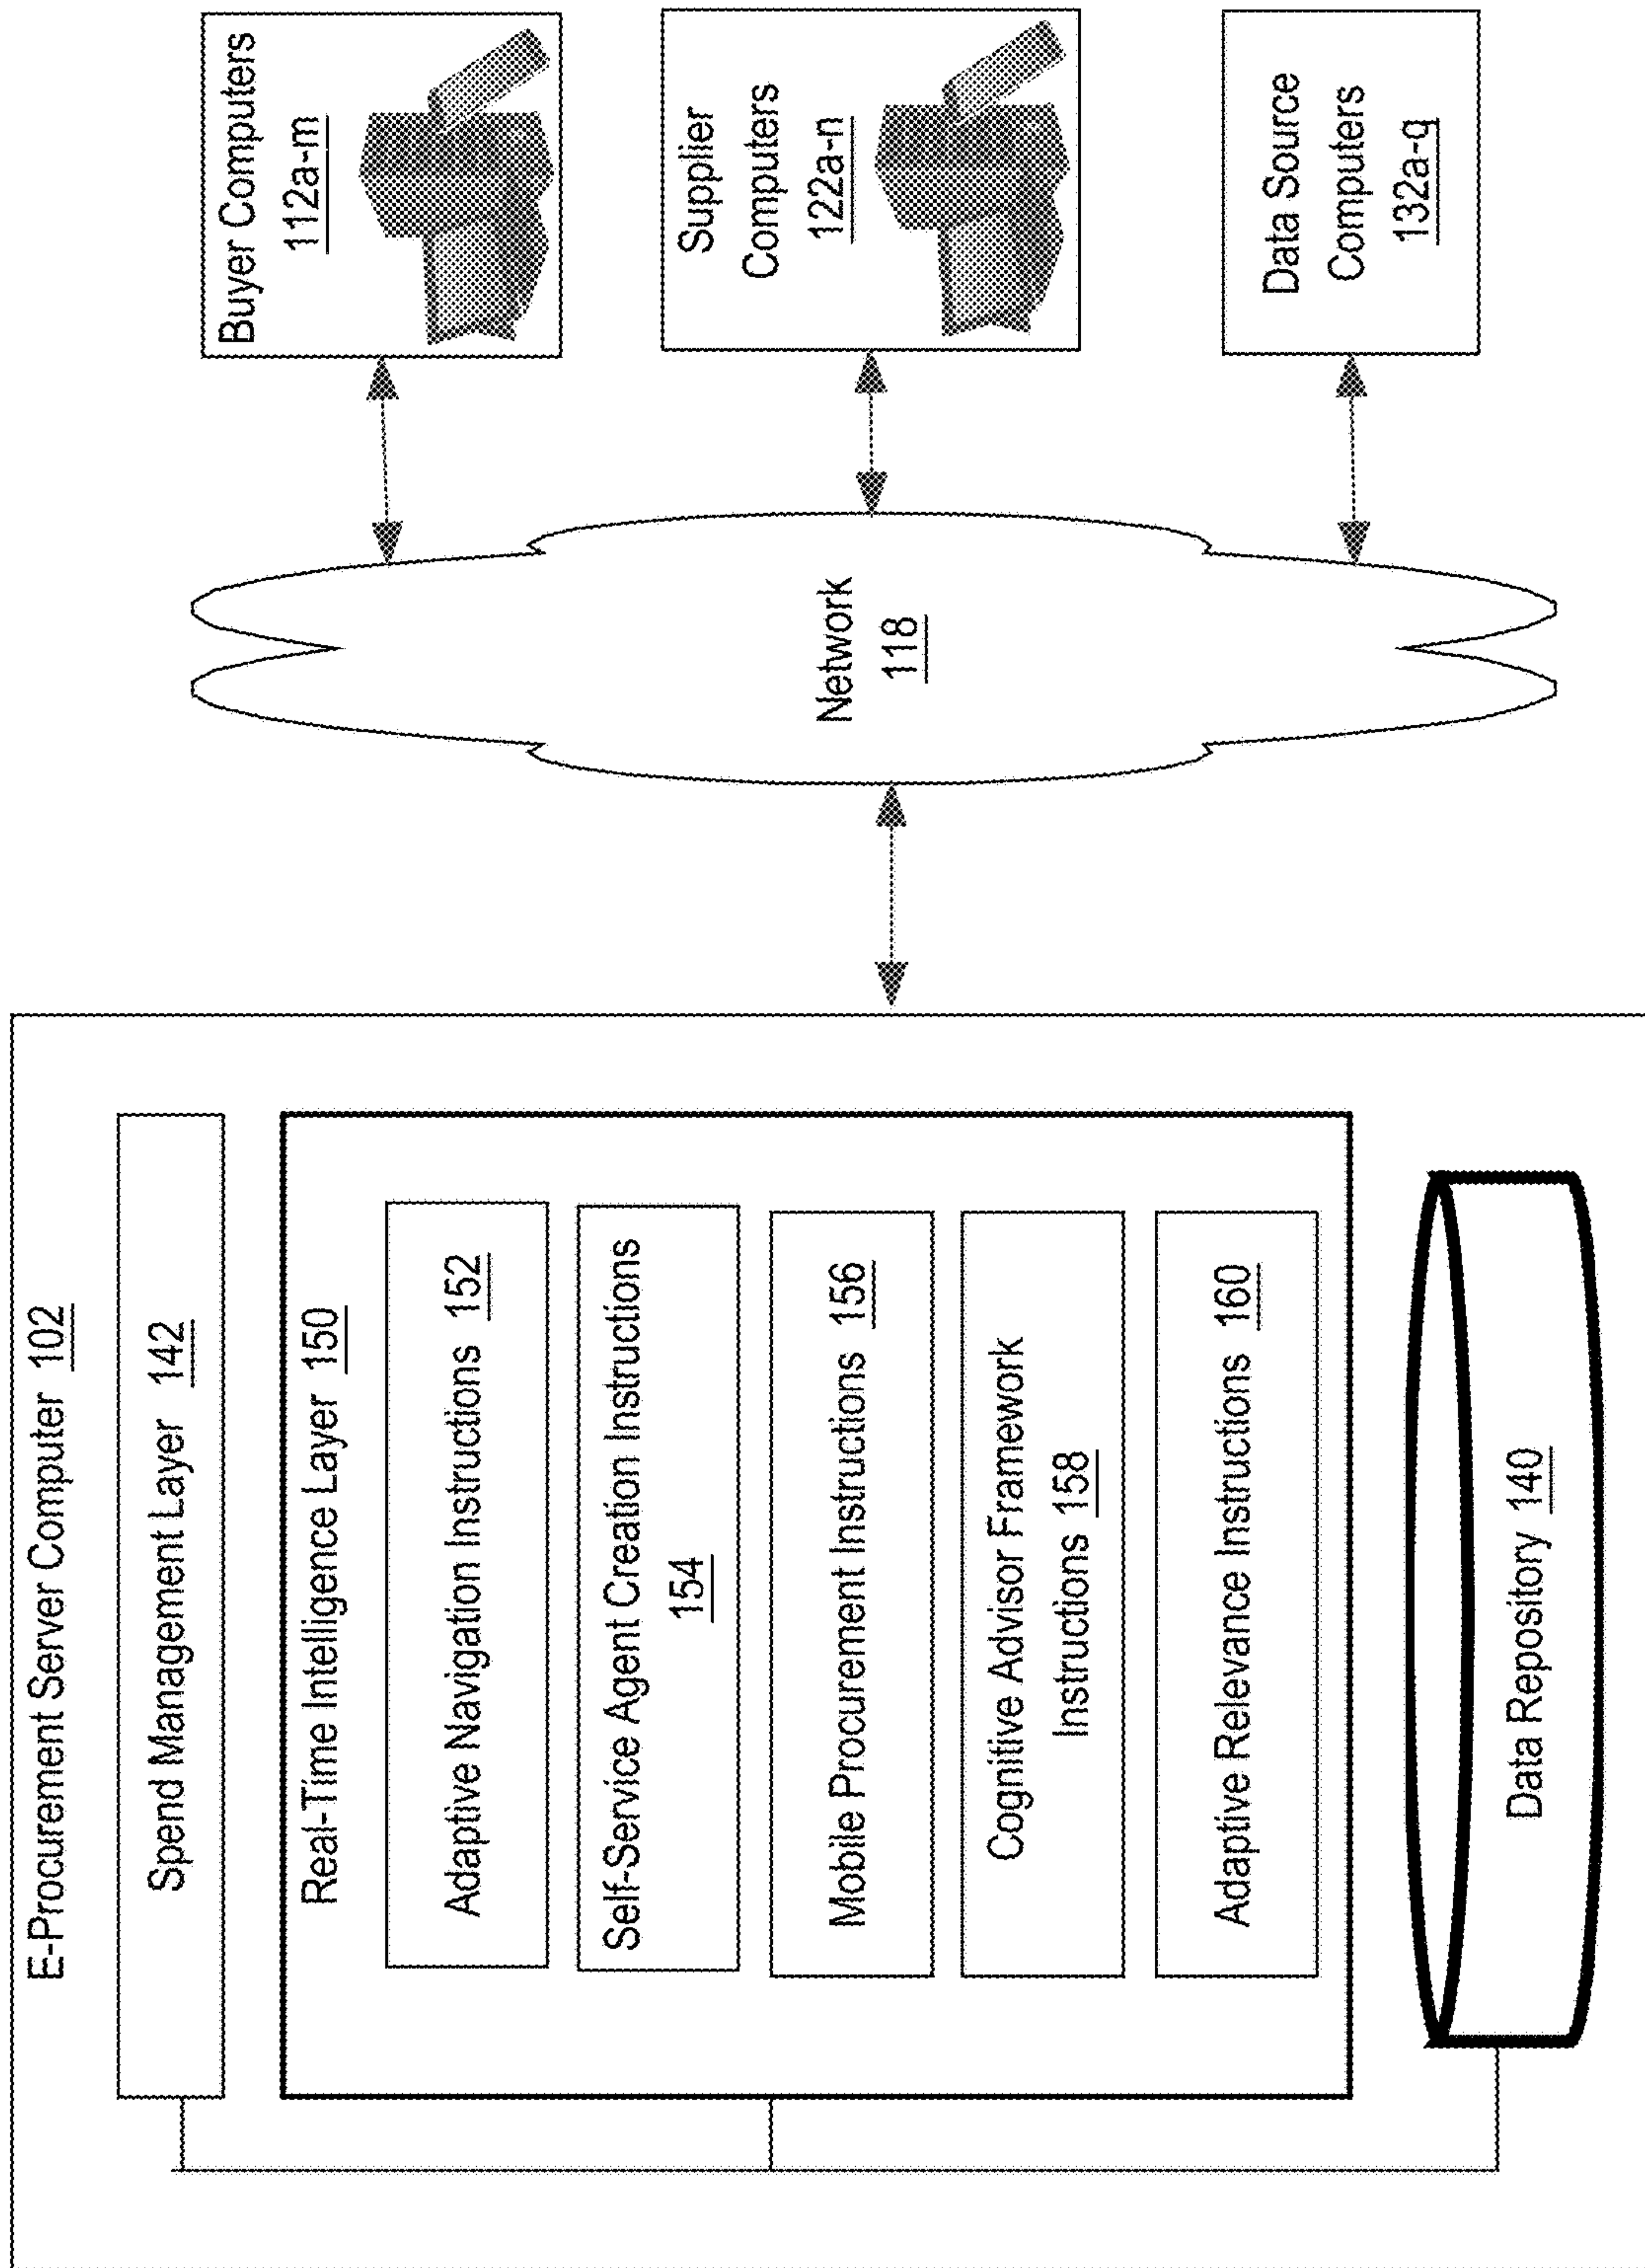 E-Procurement Server Computer 102
Spend Management Layer 142
Real-Time Intelligence Layer 150
Adaptive Navigation Instructions 152
Self-Service Agent Creation Instructions
154
Mobile Procurement Instructions 156
Cognitive Advisor Framework
Instructions 158
Adaptive Relevance Instructions 160
Data Repository 140
Network
118
Buyer Computers
112a-m
Supplier
Computers
122a-n
Data Source
Computers
132a-q